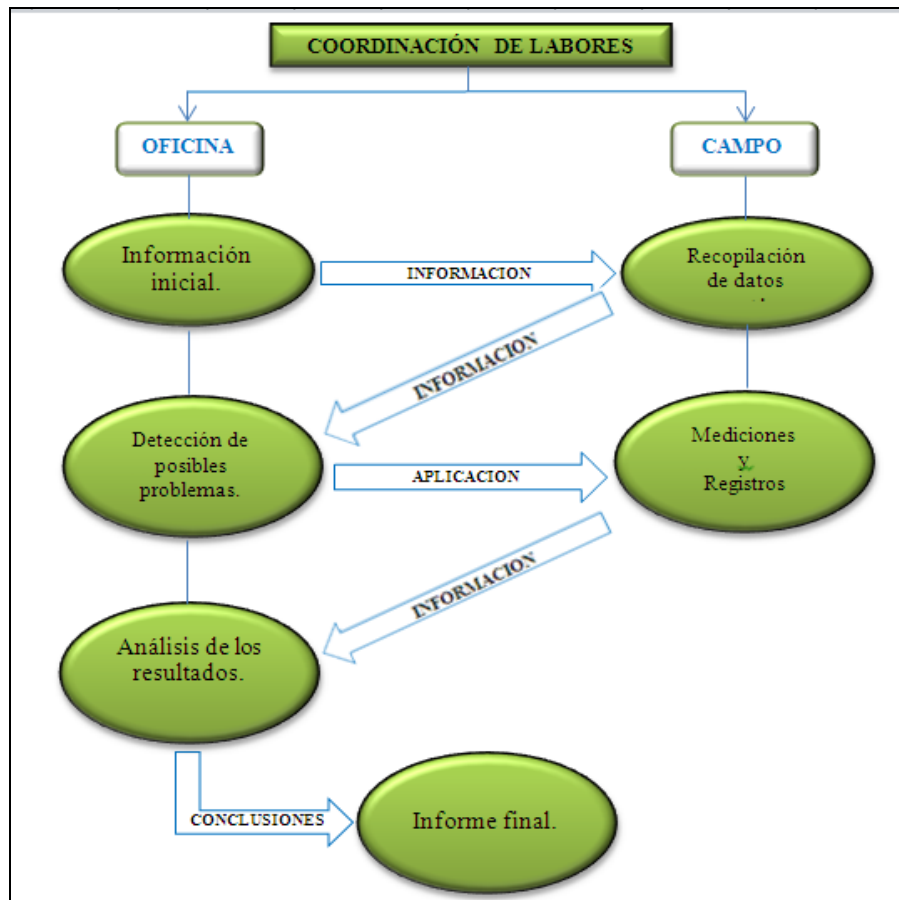 COORDINACIÓN DE LABORES
OFICINA
CAMPO
Información
inicial.
INFORMACION
Recopilación
de datos
INFORMACION
Detección de
posibles
problemas.
APLICACION
Mediciones
y
Registros
INFORMACION
Análisis de los
resultados.
CONCLUSIONES
Informe final.